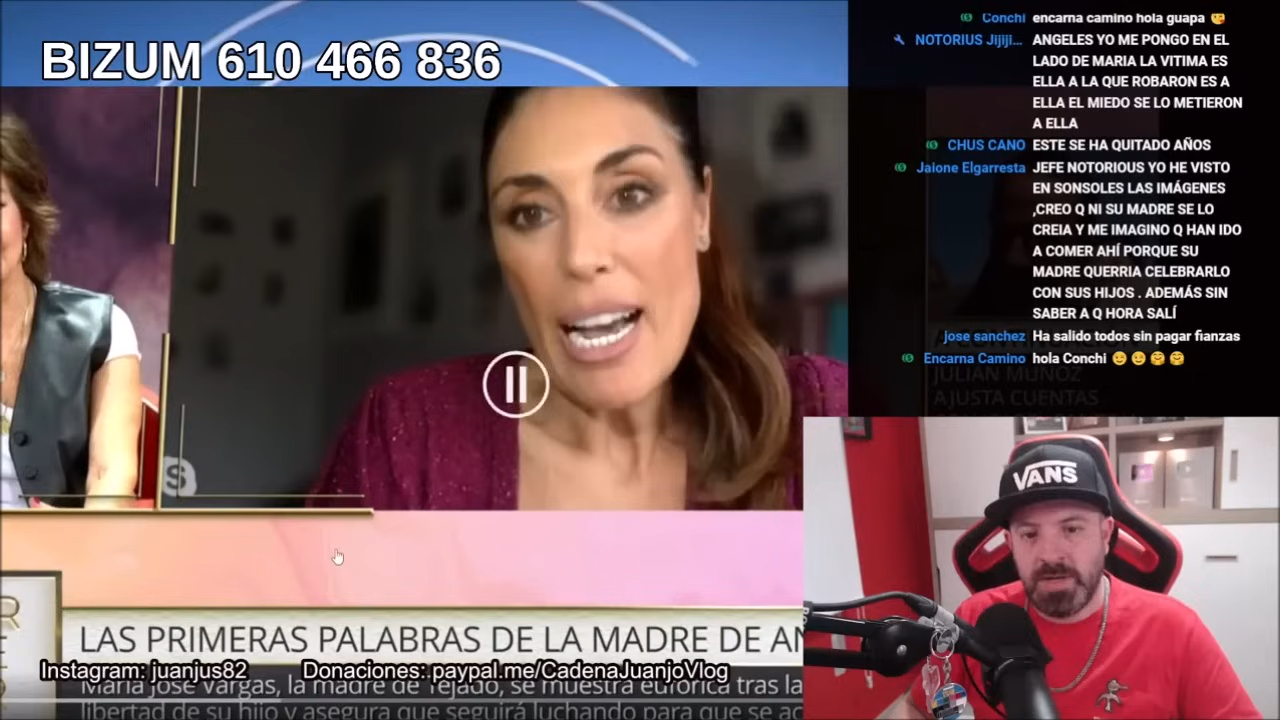 BIZUM 610 466 836
Conchi encarna camino hola guapa
NOTORIUS Jijiji... ANGELES YO ME PONGO EN EL
LADO DE MARIA LA VITIMA ES
ELLA A LA QUE ROBARON ES A
ELLA EL MIEDO SE LO METIERON
A ELLA
CHUS CANO ESTE SE HA QUITADO AÑOS
Jaione Elgarresta JEFE NOTORIOUS YO HE VISTO
EN SONSOLES LAS IMÁGENES
,CREO Q NI SU MADRE SE LO
CREIA Y ME IMAGINO Q HAN IDO
A COMER AHÍ PORQUE SU
MADRE QUERRIA CELEBRARLO
CON SUS HIJOS . ADEMÁS SIN
SABER A Q HORA SALÍ
jose sanchez Ha salido todos sin pagar fianzas
Encarna Camino hola Conchi
JULIÁN MUÑOZ
AJUSTA CUENTAS
S
VANS
LAS PRIMERAS PALABRAS DE LA MADRE DE AN
Instagram: juanjus82 Donaciones: paypal.me/CadenaJuanjoVlog
María José Vargas, la madre de Tejado, se muestra eufórica tras la
libertad de su hijo y asegura que seguirá luchando para que se ac